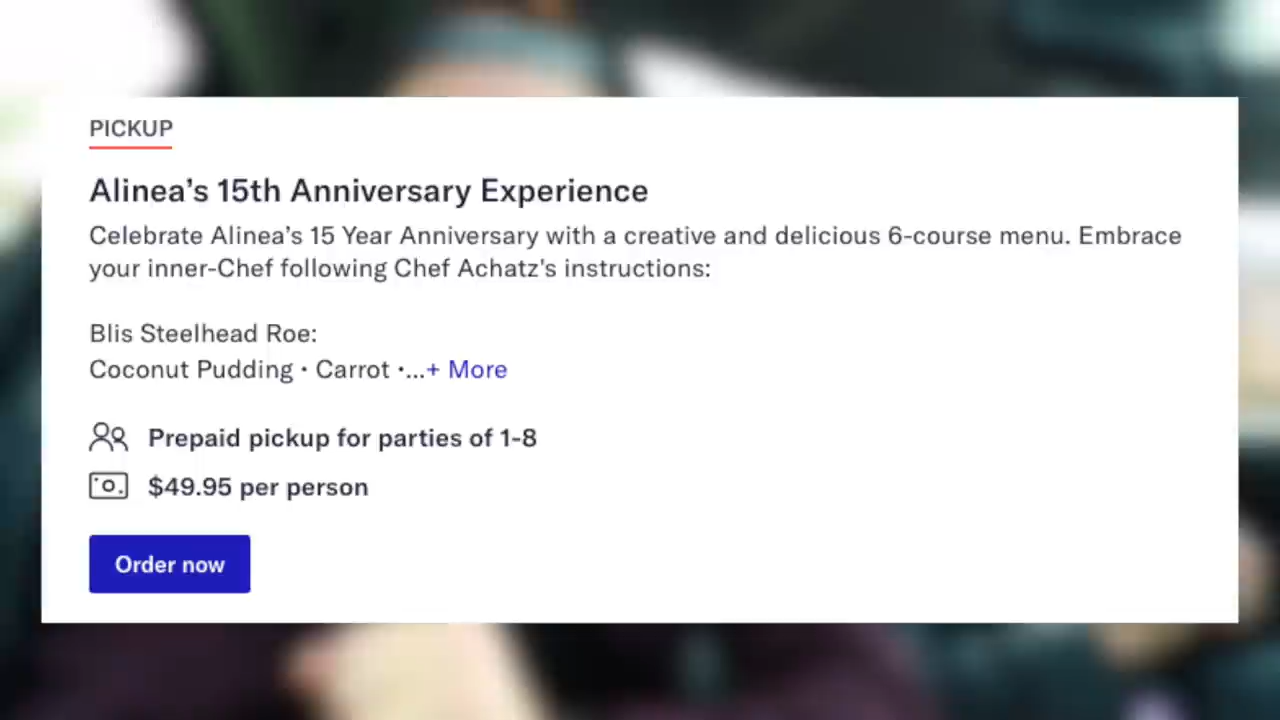 PICKUP
Alinea’s 15th Anniversary Experience
Celebrate Alinea’s 15 Year Anniversary with a creative and delicious 6-course menu. Embrace
your inner-Chef following Chef Achatz's instructions:
Blis Steelhead Roe:
Coconut Pudding • Carrot •...+ More
Prepaid pickup for parties of 1-8
$49.95 per person
Order now